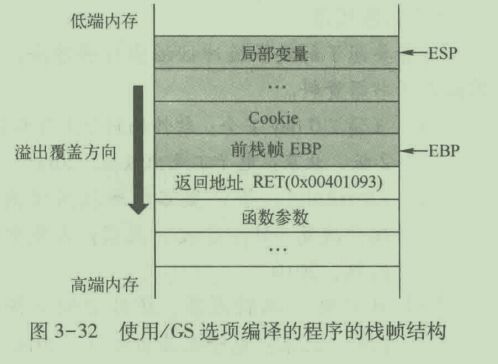 低端内存
局部变量
ESP
…
Cookie
溢出覆盖方向
前栈帧 EBP
EBP
返回地址 RET(0x00401093)
函数参数
…
高端内存
图 3-32 使用/GS 选项编译的程序的栈帧结构